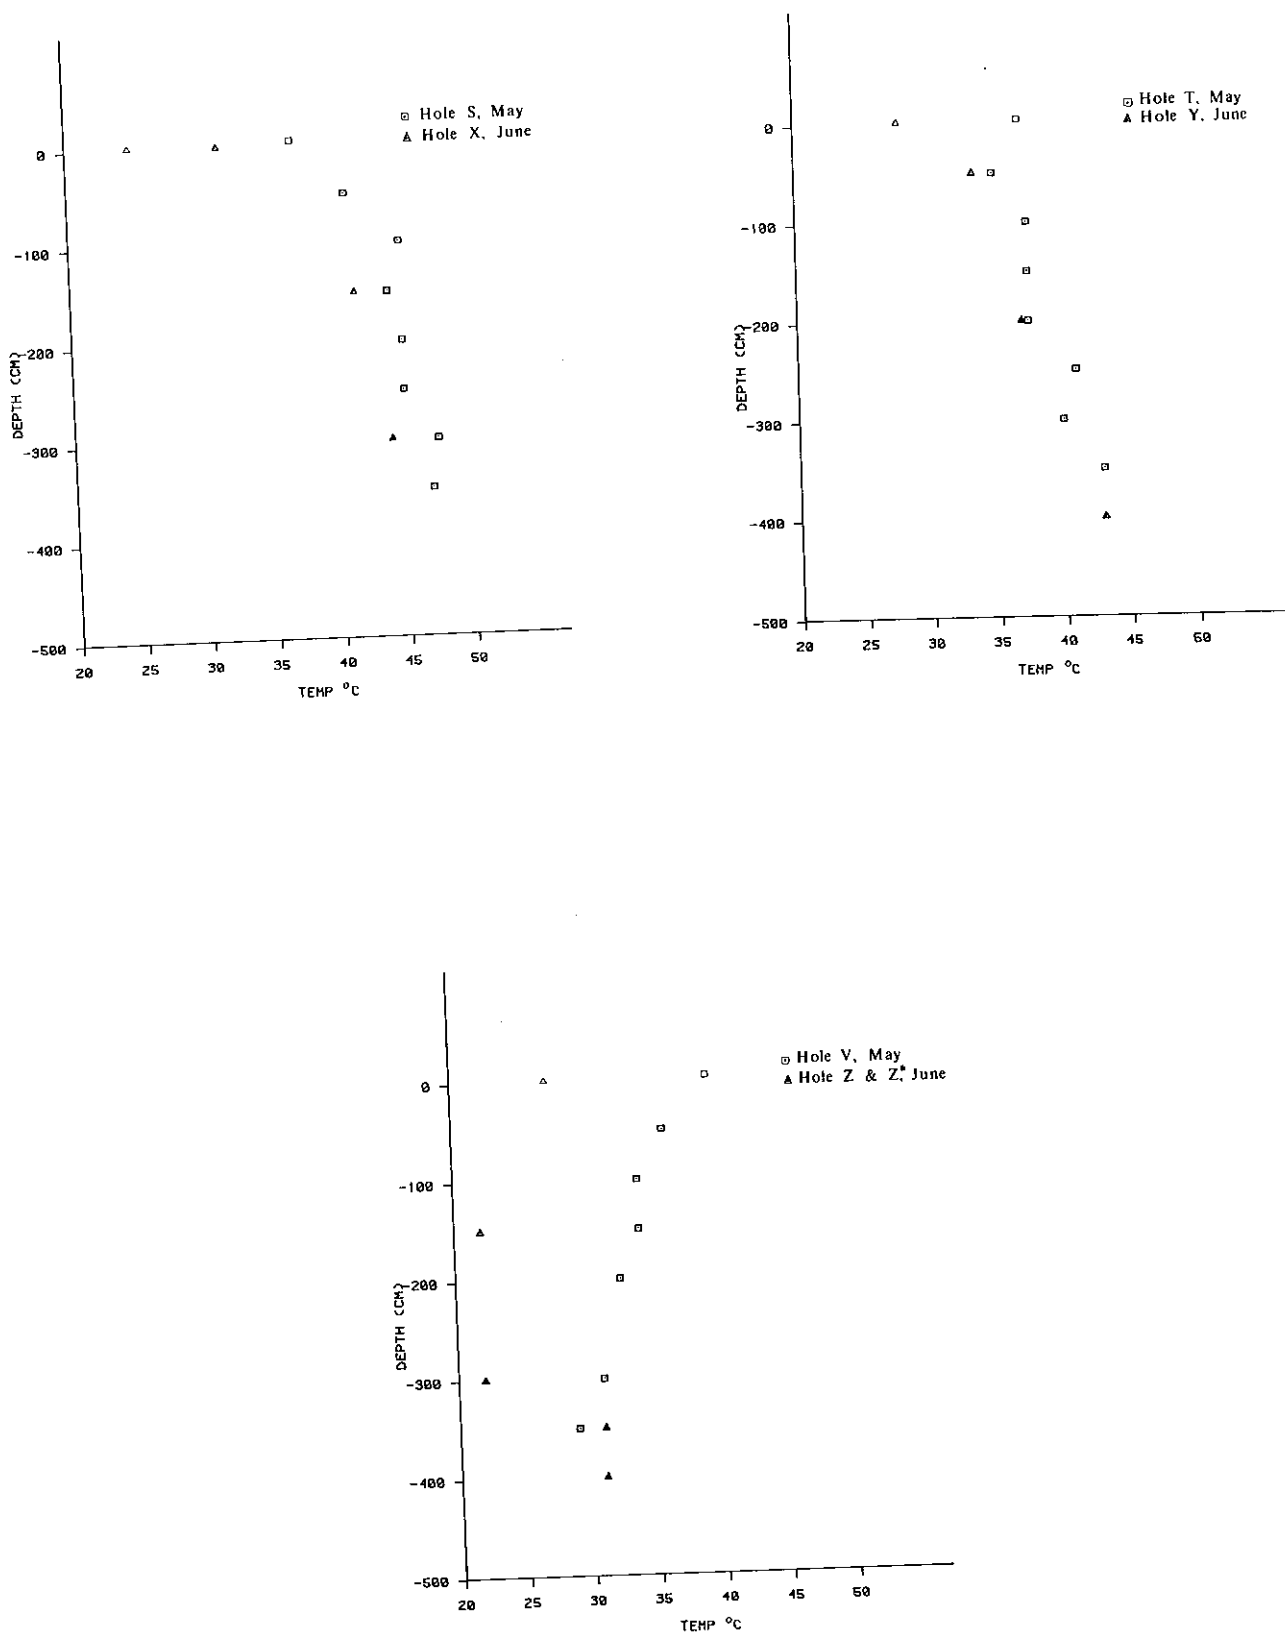 Hole S, May
Hole X, June
0
-100
-200
-300
-400
-500
DEPTH (CM)
20 25 30 35 40 45 50
TEMP °C
Hole T, May
Hole Y, June
0
-100
-200
-300
-400
-500
DEPTH (CM)
20 25 30 35 40 45 50
TEMP °C
Hole V, May
Hole Z & Z*, June
0
-100
-200
-300
-400
-500
DEPTH (CM)
20 25 30 35 40 45 50
TEMP °C